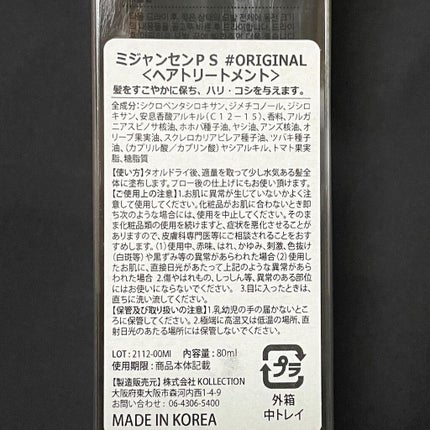 ミジャンセンＰＳ #ORIGINAL
＜ヘアトリートメント＞
髪をすこやかに保ち、ハリ・コシを与えます。
全成分：シクロペンタシロキサン、ジメチコノール、ジシロ
キサン、安息香酸アルキル（Ｃ１２－１５）、香料、アルガ
ニアスピノサ核油、ホホバ種子油、ヤシ油、アンズ核油、オ
リーブ果実油、スクレロカリアビレア種子油、ツバキ種子
油、（カプリル酸／カプリン酸）ヤシアルキル、トマト果実
脂、糖脂質
【使い方】タオルドライ後、適量を取って少し水気ある髪全
体に塗布します。ブロー後の仕上げにもお使い頂けます。
【ご使用上の注意】1.お肌に異常が生じていないかよく注
意して使用してください。化粧品がお肌に合わないとき即
ち次のような場合には、使用を中止してください。そのま
ま化粧品類の使用を続けますと、症状を悪化させることが
ありますので、皮膚科専門医等にご相談されることをおす
すめします。（1）使用中、赤味、はれ、かゆみ、刺激、色抜け
（白斑等）や黒ずみ等の異常があらわれた場合（2）使用し
たお肌に、直接日光があたって上記のような異常があらわ
れた場合 2.傷やはれもの、しっしん等、異常のある部位に
はお使いにならないでください。3.目に入ったときは、
直ちに洗い流してください。
【保管及び取り扱いの注意】1.乳幼児の手の届かないとこ
ろに保管してください。2.極端に高温又は低温の場所、直
射日光のあたる場所には保管しないでください。
LOT：2112-00MI 内容量：80ml
使用期限：商品本体記載
【製造販売元】株式会社 KOLLECTION
大阪府東大阪市森河内西1-4-9
お問い合わせ：06-4306-5400
MADE IN KOREA
プラ
外箱
中トレイ